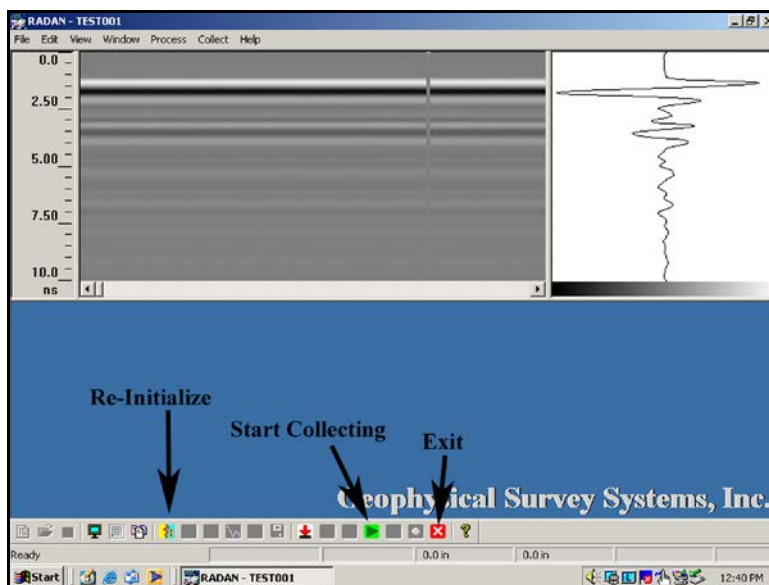 RADAN - TEST001
File Edit View Window Process Collect Help
0.0
2.50
5.00
7.50
10.0
ns
Re-Initialize
Start Collecting
Exit
Geophysical Survey Systems, Inc.
Ready
0.0 in 0.0 in
Start RADAN - TEST001 12:40 PM